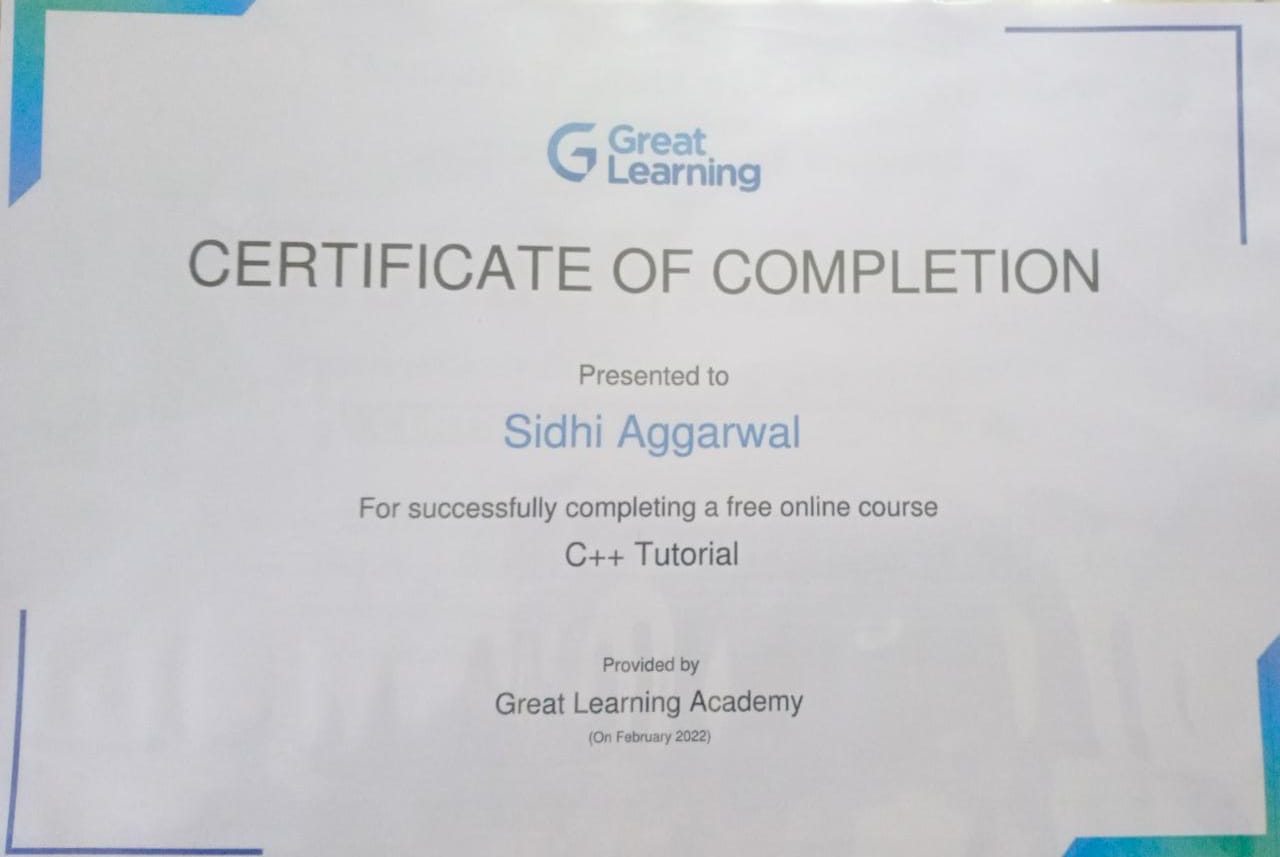 Great
Learning
CERTIFICATE OF COMPLETION
Presented to
Sidhi Aggarwal
For successfully completing a free online course
C++ Tutorial
Provided by
Great Learning Academy
(On February 2022)